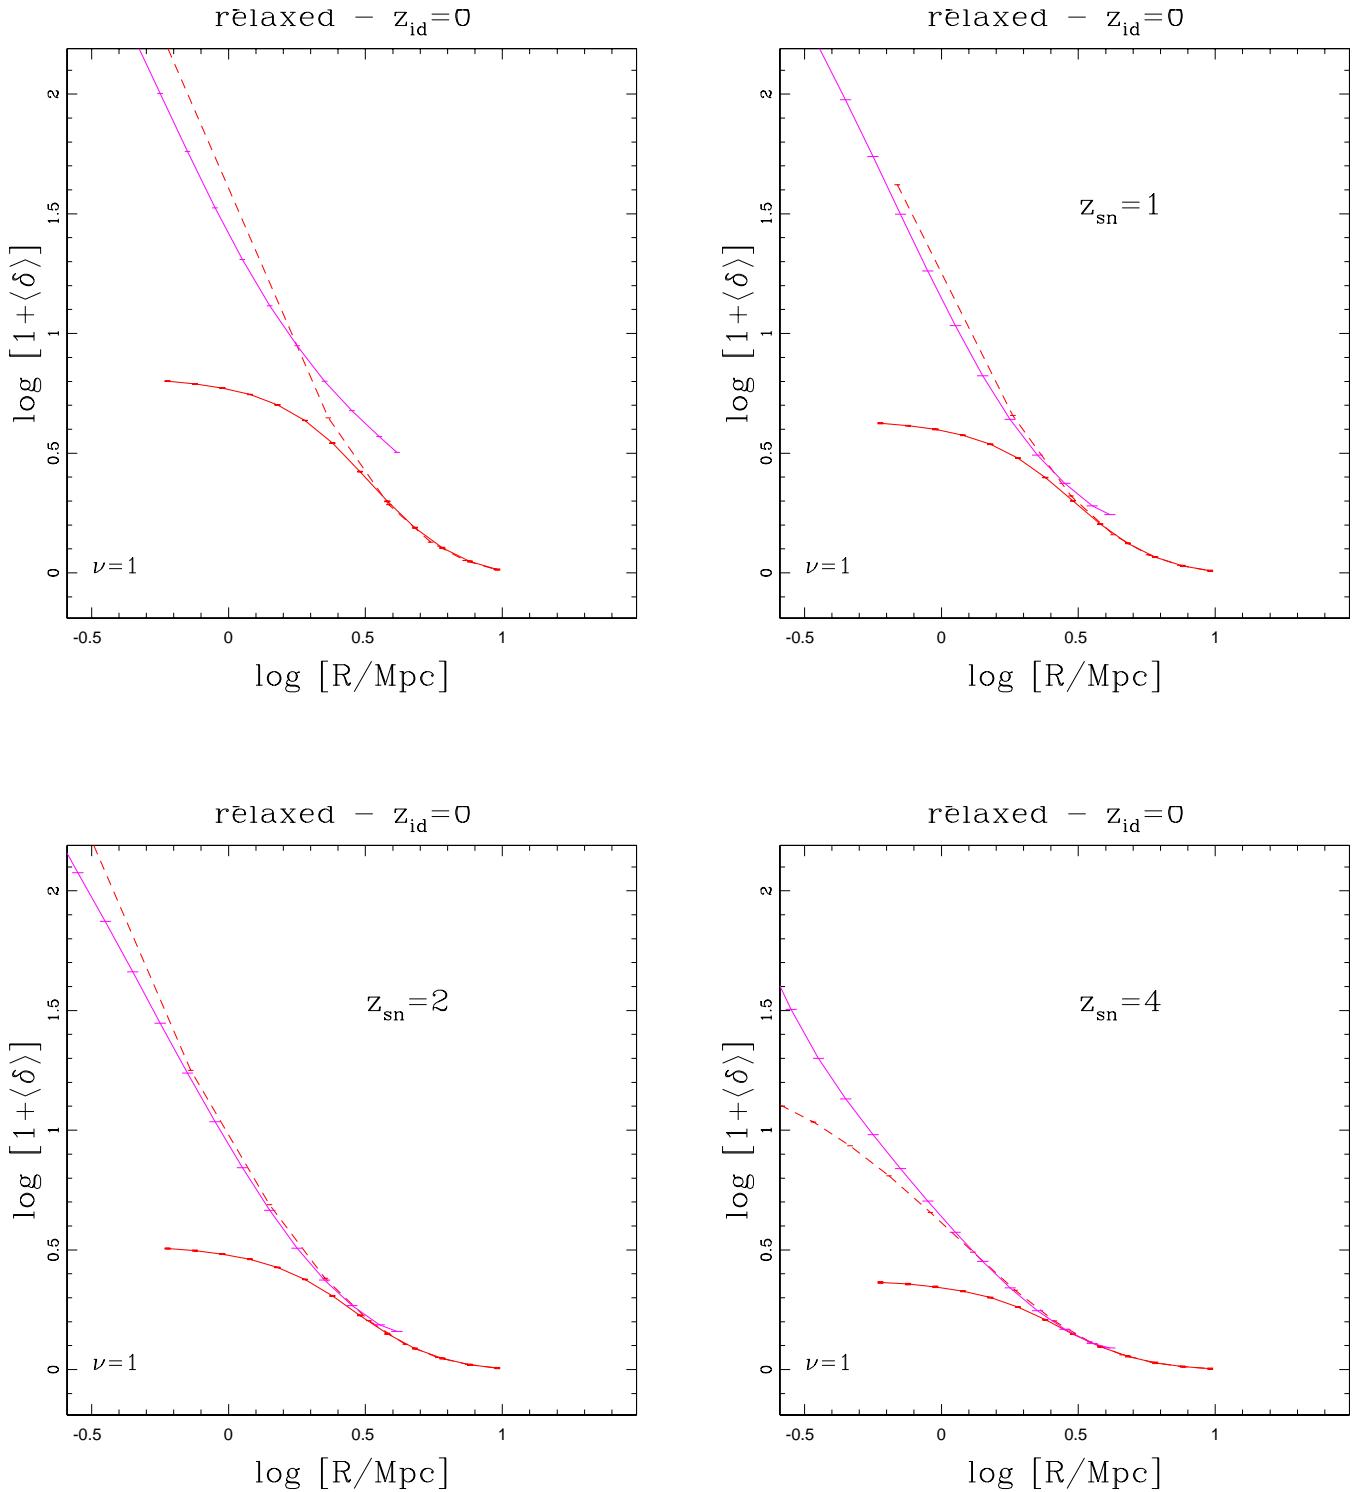 relaxed − z_id=0
log [1+⟨δ⟩]
2
1.5
1
0.5
0
ν=1
-0.5 0 0.5 1
log [R/Mpc]
relaxed − z_id=0
log [1+⟨δ⟩]
2
1.5
1
0.5
0
z_sn=1
ν=1
-0.5 0 0.5 1
log [R/Mpc]
relaxed − z_id=0
log [1+⟨δ⟩]
2
1.5
1
0.5
0
z_sn=2
ν=1
-0.5 0 0.5 1
log [R/Mpc]
relaxed − z_id=0
log [1+⟨δ⟩]
2
1.5
1
0.5
0
z_sn=4
ν=1
-0.5 0 0.5 1
log [R/Mpc]